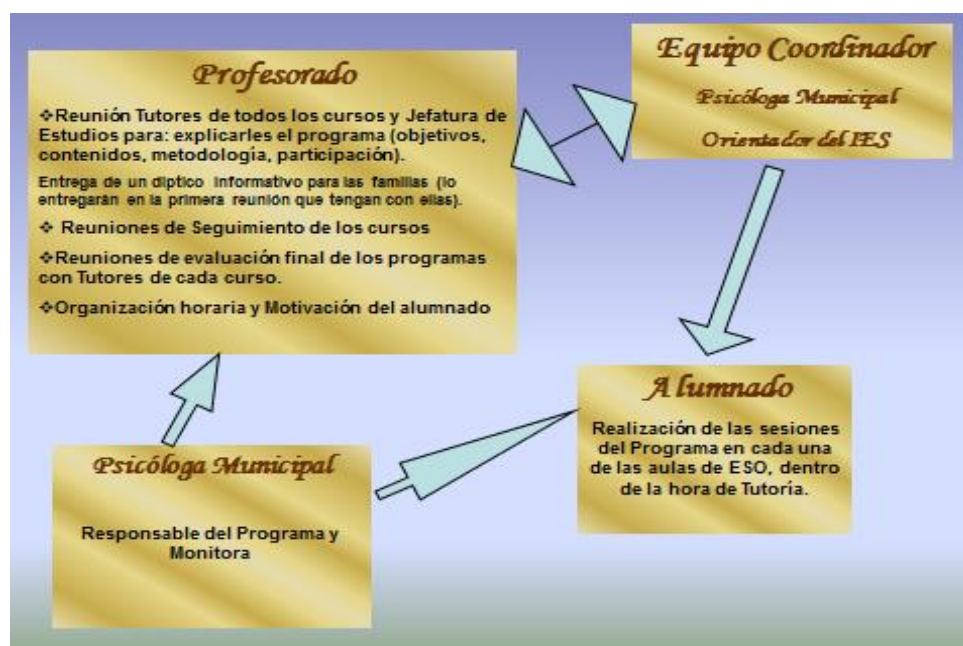 Profesorado
❖Reunión Tutores de todos los cursos y Jefatura de
Estudios para: explicarles el programa (objetivos,
contenidos, metodología, participación).
Entrega de un díptico informativo para las familias (lo
entregarán en la primera reunión que tengan con ellas).
❖ Reuniones de Seguimiento de los cursos
❖Reuniones de evaluación final de los programas
con Tutores de cada curso.
❖Organización horaria y Motivación del alumnado
Equipo Coordinador
Psicóloga Municipal
Orientador del IES
Psicóloga Municipal
Responsable del Programa y
Monitora
Alumnado
Realización de las sesiones
del Programa en cada una
de las aulas de ESO, dentro
de la hora de Tutoría.